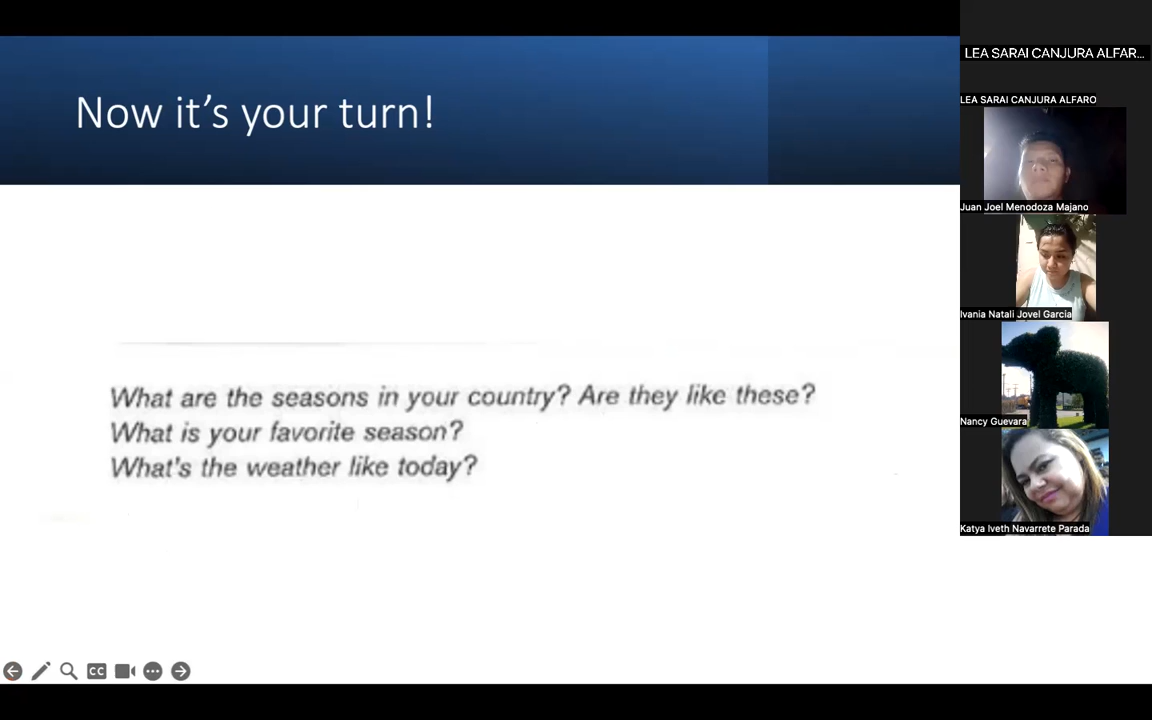 Now it's your turn!
What are the seasons in your country? Are they like these?
What is your favorite season?
What's the weather like today?
LEA SARAI CANJURA ALFAR...
LEA SARAI CANJURA ALFARO
Juan Joel Menodoza Majano
Ivania Natali Jovel Garcia
Nancy Guevara
Katya Iveth Navarrete Parada
CC